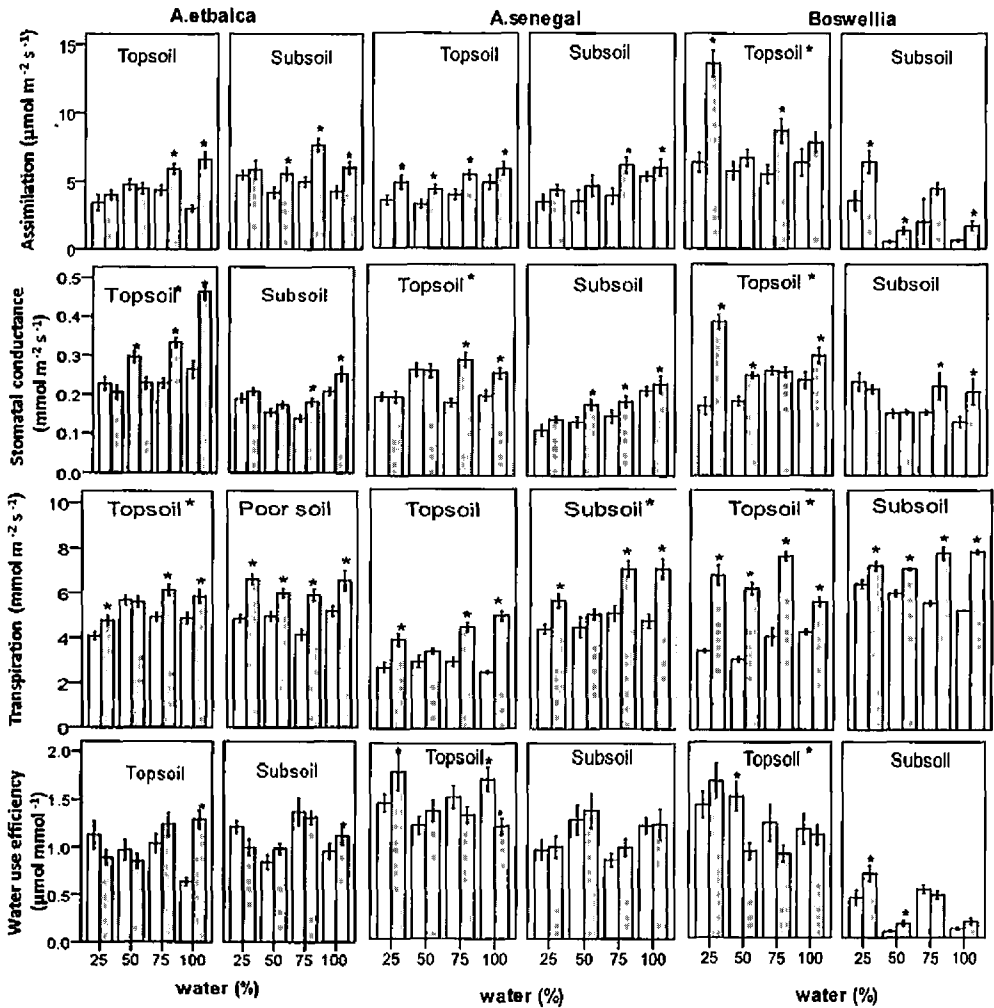 A.etbaica A.senegal Boswellia
Assimilation (µmol m⁻² s⁻¹)
15
10
5
0
Topsoil
Subsoil
Topsoil
Subsoil
Topsoil *
Subsoil
Stomatal conductance
(mmol m⁻² s⁻¹)
0.5
0.4
0.3
0.2
0.1
0.0
Topsoil*
Subsoil
Topsoil *
Subsoil
Topsoil *
Subsoil
Transpiration (mmol m⁻² s⁻¹)
10
8
6
4
2
0
Topsoil *
Poor soil
Topsoil
Subsoil *
Topsoil *
Subsoil
Water use efficiency
(µmol mmol⁻¹)
2.0
1.5
1.0
0.5
0.0
Topsoil
Subsoil
Topsoil
Subsoil
Topsoil *
Subsoil
25 50 75 100 25 50 75 100 25 50 75 100 25 50 75 100 25 50 75 100 25 50 75 100
water (%) water (%) water (%)